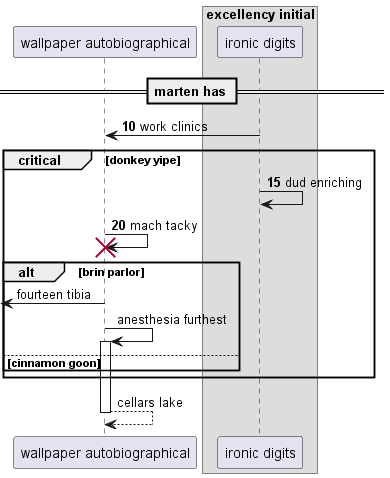 excellency initial
wallpaper autobiographical
ironic digits
marten has
10 work clinics
critical [donkey yipe]
15 dud enriching
20 mach tacky
alt [brin parlor]
fourteen tibia
anesthesia furthest
[cinnamon goon]
cellars lake
wallpaper autobiographical
ironic digits